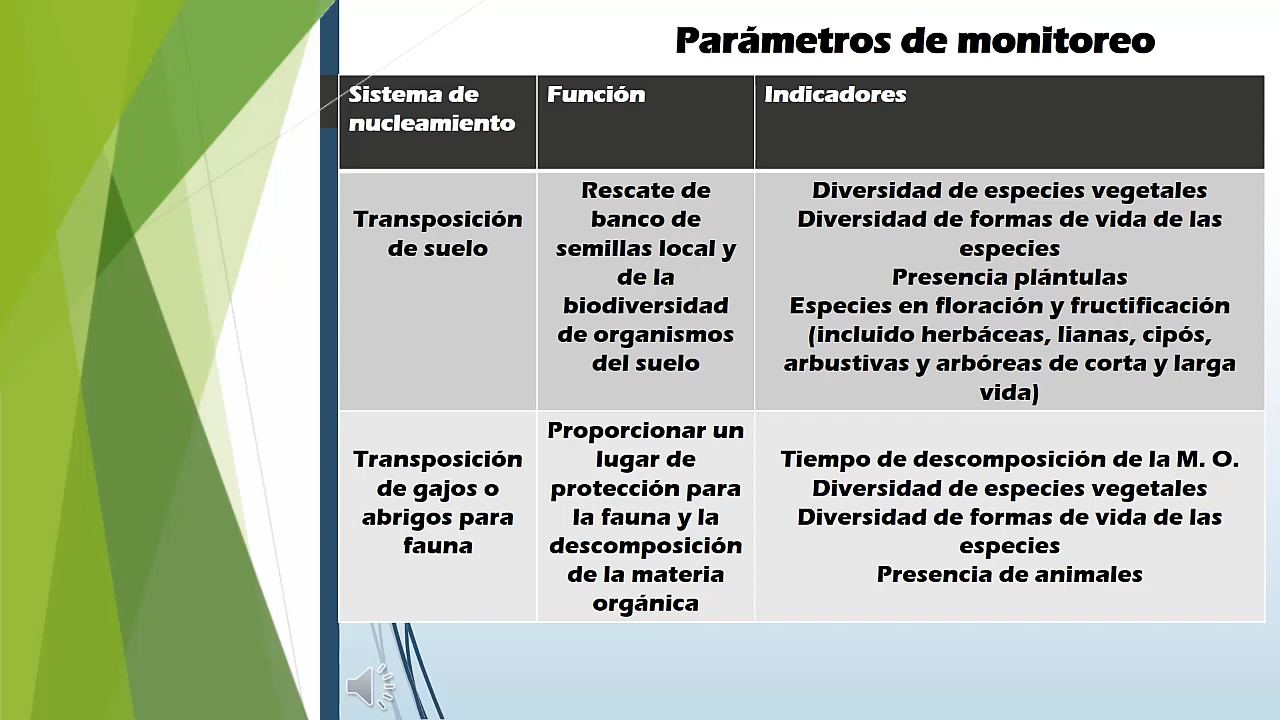 Parámetros de monitoreo
Sistema de
nucleamiento
Función
Indicadores
Transposición
de suelo
Rescate de
banco de
semillas local y
de la
biodiversidad
de organismos
del suelo
Diversidad de especies vegetales
Diversidad de formas de vida de las
especies
Presencia plántulas
Especies en floración y fructificación
(incluido herbáceas, lianas, cipós,
arbustivas y arbóreas de corta y larga
vida)
Transposición
de gajos o
abrigos para
fauna
Proporcionar un
lugar de
protección para
la fauna y la
descomposición
de la materia
orgánica
Tiempo de descomposición de la M. O.
Diversidad de especies vegetales
Diversidad de formas de vida de las
especies
Presencia de animales